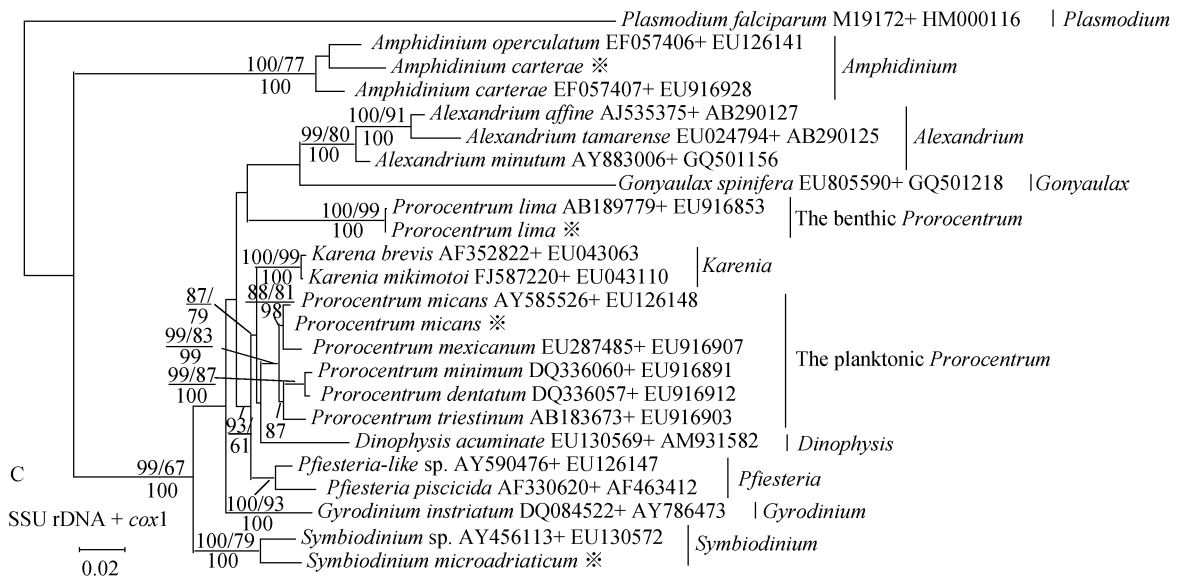 Plasmodium falciparum M19172+ HM000116 Plasmodium
Amphidinium operculatum EF057406+ EU126141
100/77
100
Amphidinium carterae ※
Amphidinium
Amphidinium carterae EF057407+ EU916928
Alexandrium affine AJ535375+ AB290127
100/91
100
Alexandrium tamarense EU024794+ AB290125
Alexandrium
99/80
100
Alexandrium minutum AY883006+ GQ501156
Gonyaulax spinifera EU805590+ GQ501218 Gonyaulax
Prorocentrum lima AB189779+ EU916853
100/99
100
The benthic Prorocentrum
Prorocentrum lima ※
Karena brevis AF352822+ EU043063
100/99
100
Karenia
Karenia mikimotoi FJ587220+ EU043110
88/81
98
Prorocentrum micans AY585526+ EU126148
87/
79
Prorocentrum micans ※
99/83
99
Prorocentrum mexicanum EU287485+ EU916907
The planktonic Prorocentrum
Prorocentrum minimum DQ336060+ EU916891
99/87
100
Prorocentrum dentatum DQ336057+ EU916912
Prorocentrum triestinum AB183673+ EU916903
93/
61
87
Dinophysis acuminate EU130569+ AM931582 Dinophysis
Pfiesteria-like sp. AY590476+ EU126147
99/67
100
Pfiesteria
Pfiesteria piscicida AF330620+ AF463412
100/93
100
Gyrodinium instriatum DQ084522+ AY786473 Gyrodinium
Symbiodinium sp. AY456113+ EU130572
100/79
100
Symbiodinium
Symbiodinium microadriaticum ※
C
SSU rDNA + cox1
0.02